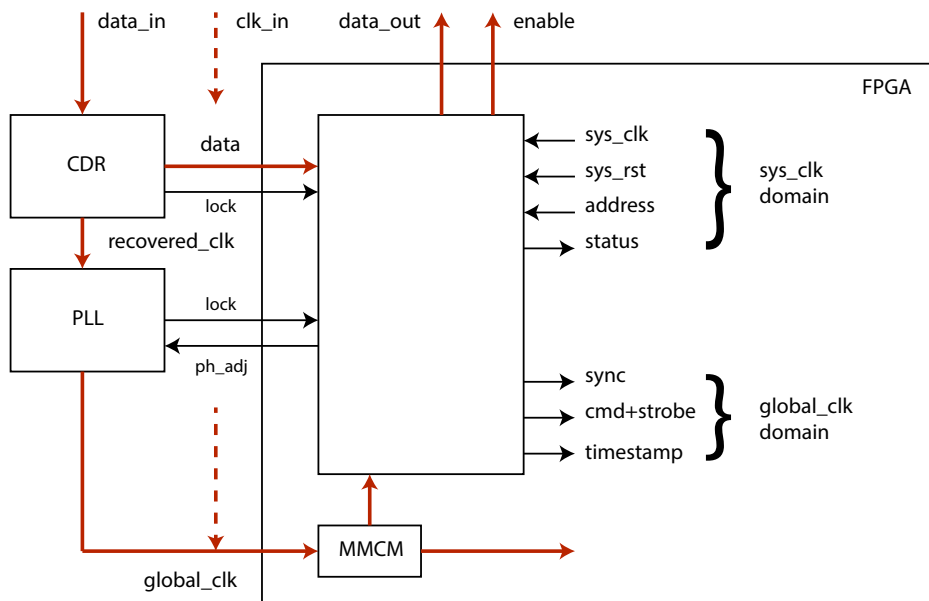 data_in
clk_in
data_out
enable
FPGA
CDR
data
lock
sys_clk
sys_rst
address
status
sys_clk
domain
recovered_clk
PLL
lock
ph_adj
sync
cmd+strobe
timestamp
global_clk
domain
MMCM
global_clk